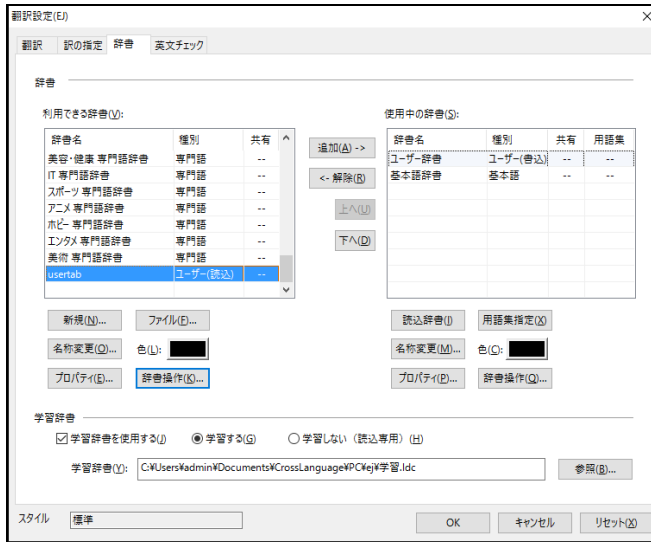 翻訳設定(EJ)
翻訳 訳の指定 辞書 英文チェック
辞書
利用できる辞書(V):
辞書名 種別 共有
美容・健康 専門語辞書 専門語 --
IT 専門語辞書 専門語 --
スポーツ 専門語辞書 専門語 --
アニメ 専門語辞書 専門語 --
ホビー 専門語辞書 専門語 --
エンタメ 専門語辞書 専門語 --
美術 専門語辞書 専門語 --
usertab ユーザー(読込) --
追加(A) ->
<- 解除(R)
上へ(U)
下へ(D)
使用中の辞書(S):
辞書名 種別 共有 用語集
ユーザー辞書 ユーザー(書込) -- --
基本語辞書 基本語 -- --
新規(N)... ファイル(F)...
名称変更(O)... 色(L):
プロパティ(E)... 辞書操作(K)...
読込辞書(I) 用語集指定(X)
名称変更(M)... 色(C):
プロパティ(P)... 辞書操作(Q)...
学習辞書
学習辞書を使用する(J) 学習する(G) 学習しない(読込専用)(H)
学習辞書(Y): C:¥Users¥admin¥Documents¥CrossLanguage¥PC¥ej¥学習.ldc 参照(B)...
スタイル 標準 OK キャンセル リセット(X)